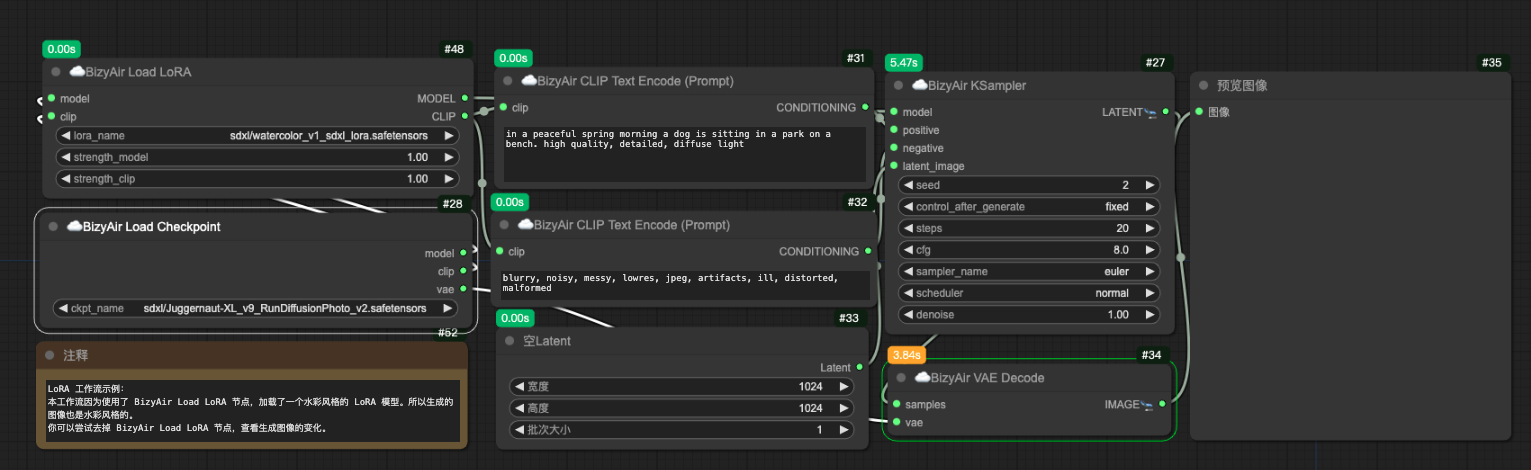 0.00s
#48
BizyAir Load LoRA
model
MODEL
clip
CLIP
lora_name
sdxl/watercolor_v1_sdxl_lora.safetensors
strength_model
1.00
strength_clip
1.00
#28
BizyAir Load Checkpoint
model
clip
vae
ckpt_name
sdxl/Juggernaut-XL_v9_RunDiffusionPhoto_v2.safetensors
#52
注释
LoRA 工作流示例:
本工作流因为使用了 BizyAir Load LoRA 节点，加载了一个水彩风格的 LoRA 模型。所以生成的
图像也是水彩风格的。
你可以尝试去掉 BizyAir Load LoRA 节点，查看生成图像的变化。
0.00s
#31
BizyAir CLIP Text Encode (Prompt)
clip
CONDITIONING
in a peaceful spring morning a dog is sitting in a park on a
bench. high quality, detailed, diffuse light
0.00s
#32
BizyAir CLIP Text Encode (Prompt)
clip
CONDITIONING
blurry, noisy, messy, lowres, jpeg, artifacts, ill, distorted,
malformed
0.00s
#33
空Latent
Latent
宽度
1024
高度
1024
批次大小
1
5.47s
#27
BizyAir KSampler
model
LATENT
positive
negative
latent_image
seed
2
control_after_generate
fixed
steps
20
cfg
8.0
sampler_name
euler
scheduler
normal
denoise
1.00
3.84s
#34
BizyAir VAE Decode
samples
IMAGE
vae
#35
预览图像
图像